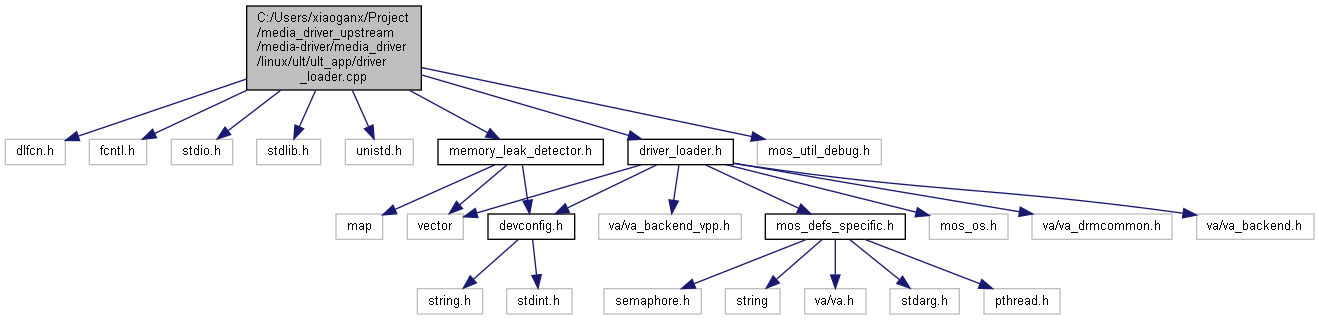 C:/Users/xiaoganx/Project
/media_driver_upstream
/media-driver/media_driver
/linux/ult/ult_app/driver
_loader.cpp
dlfcn.h
fcntl.h
stdio.h
stdlib.h
unistd.h
memory_leak_detector.h
driver_loader.h
mos_util_debug.h
map
vector
devconfig.h
va/va_backend_vpp.h
mos_defs_specific.h
mos_os.h
va/va_drmcommon.h
va/va_backend.h
string.h
stdint.h
semaphore.h
string
va/va.h
stdarg.h
pthread.h